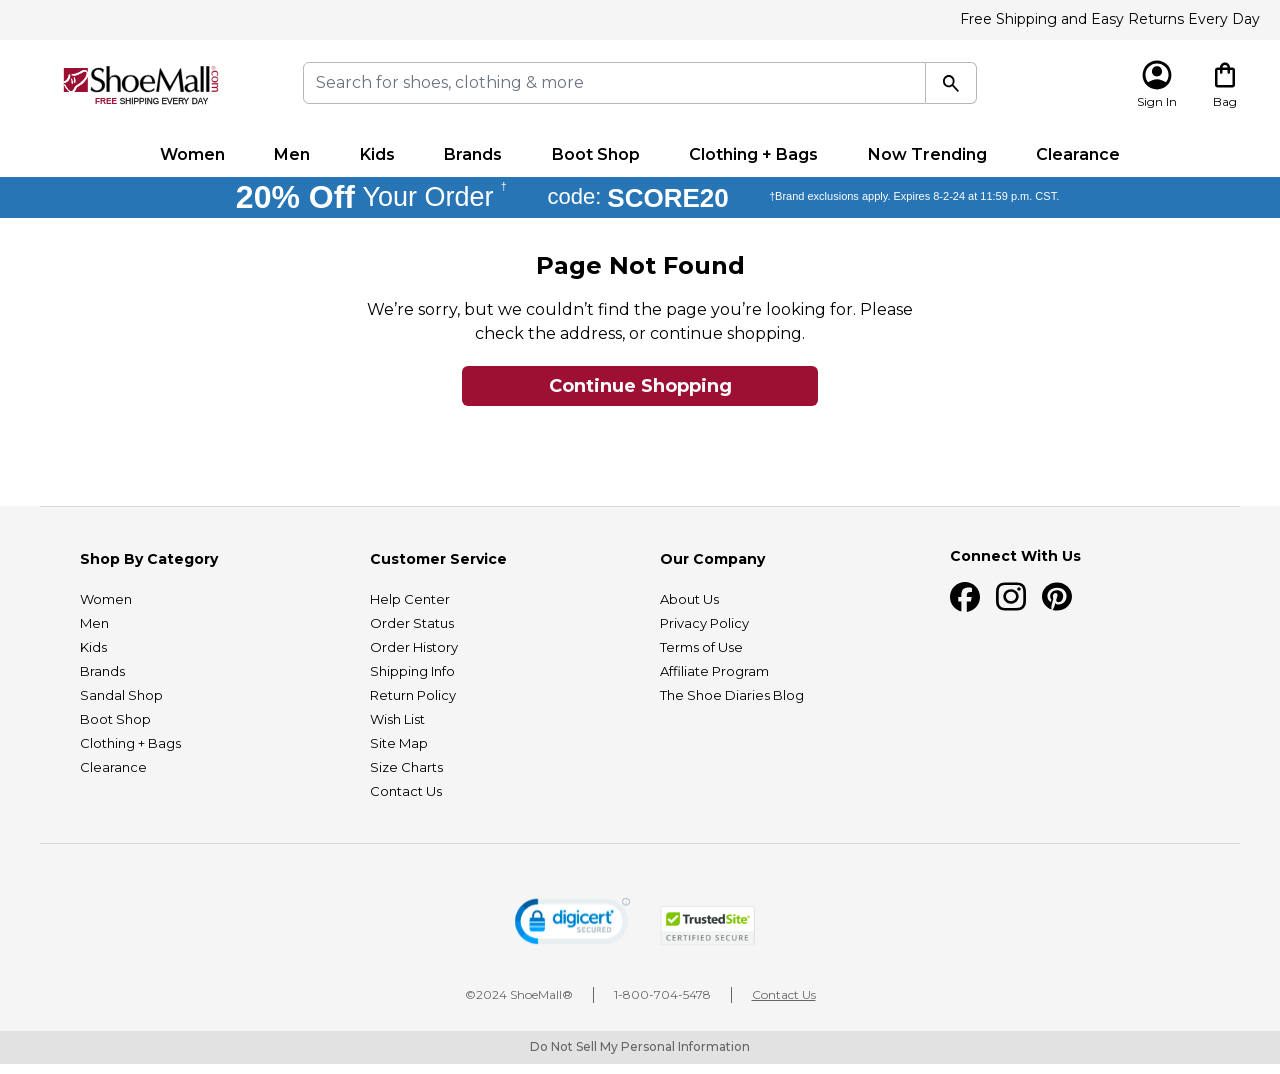 Free Shipping and Easy Returns Every Day
ShoeMall®.com
FREE SHIPPING EVERY DAY
Search for shoes, clothing & more
Sign In
Bag
Women
Men
Kids
Brands
Boot Shop
Clothing + Bags
Now Trending
Clearance
20% Off Your Order † code: SCORE20 †Brand exclusions apply. Expires 8-2-24 at 11:59 p.m. CST.
Page Not Found
We’re sorry, but we couldn’t find the page you’re looking for. Please
check the address, or continue shopping.
Continue Shopping
Shop By Category
Women
Men
Kids
Brands
Sandal Shop
Boot Shop
Clothing + Bags
Clearance
Customer Service
Help Center
Order Status
Order History
Shipping Info
Return Policy
Wish List
Site Map
Size Charts
Contact Us
Our Company
About Us
Privacy Policy
Terms of Use
Affiliate Program
The Shoe Diaries Blog
Connect With Us
digicert
SECURED
TrustedSite
CERTIFIED SECURE
©2024 ShoeMall®
1-800-704-5478
Contact Us
Do Not Sell My Personal Information